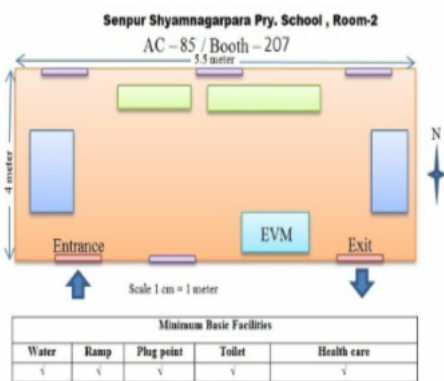 Senpur Shyamnagarpara Pry. School , Room-2
AC – 85 / Booth – 207
5.5 meter
4 meter
N
EVM
Entrance
Exit
Scale 1 cm = 1 meter
Minimum Basic Facilities
Water Ramp Plug point Toilet Health care
√ √ √ √ √